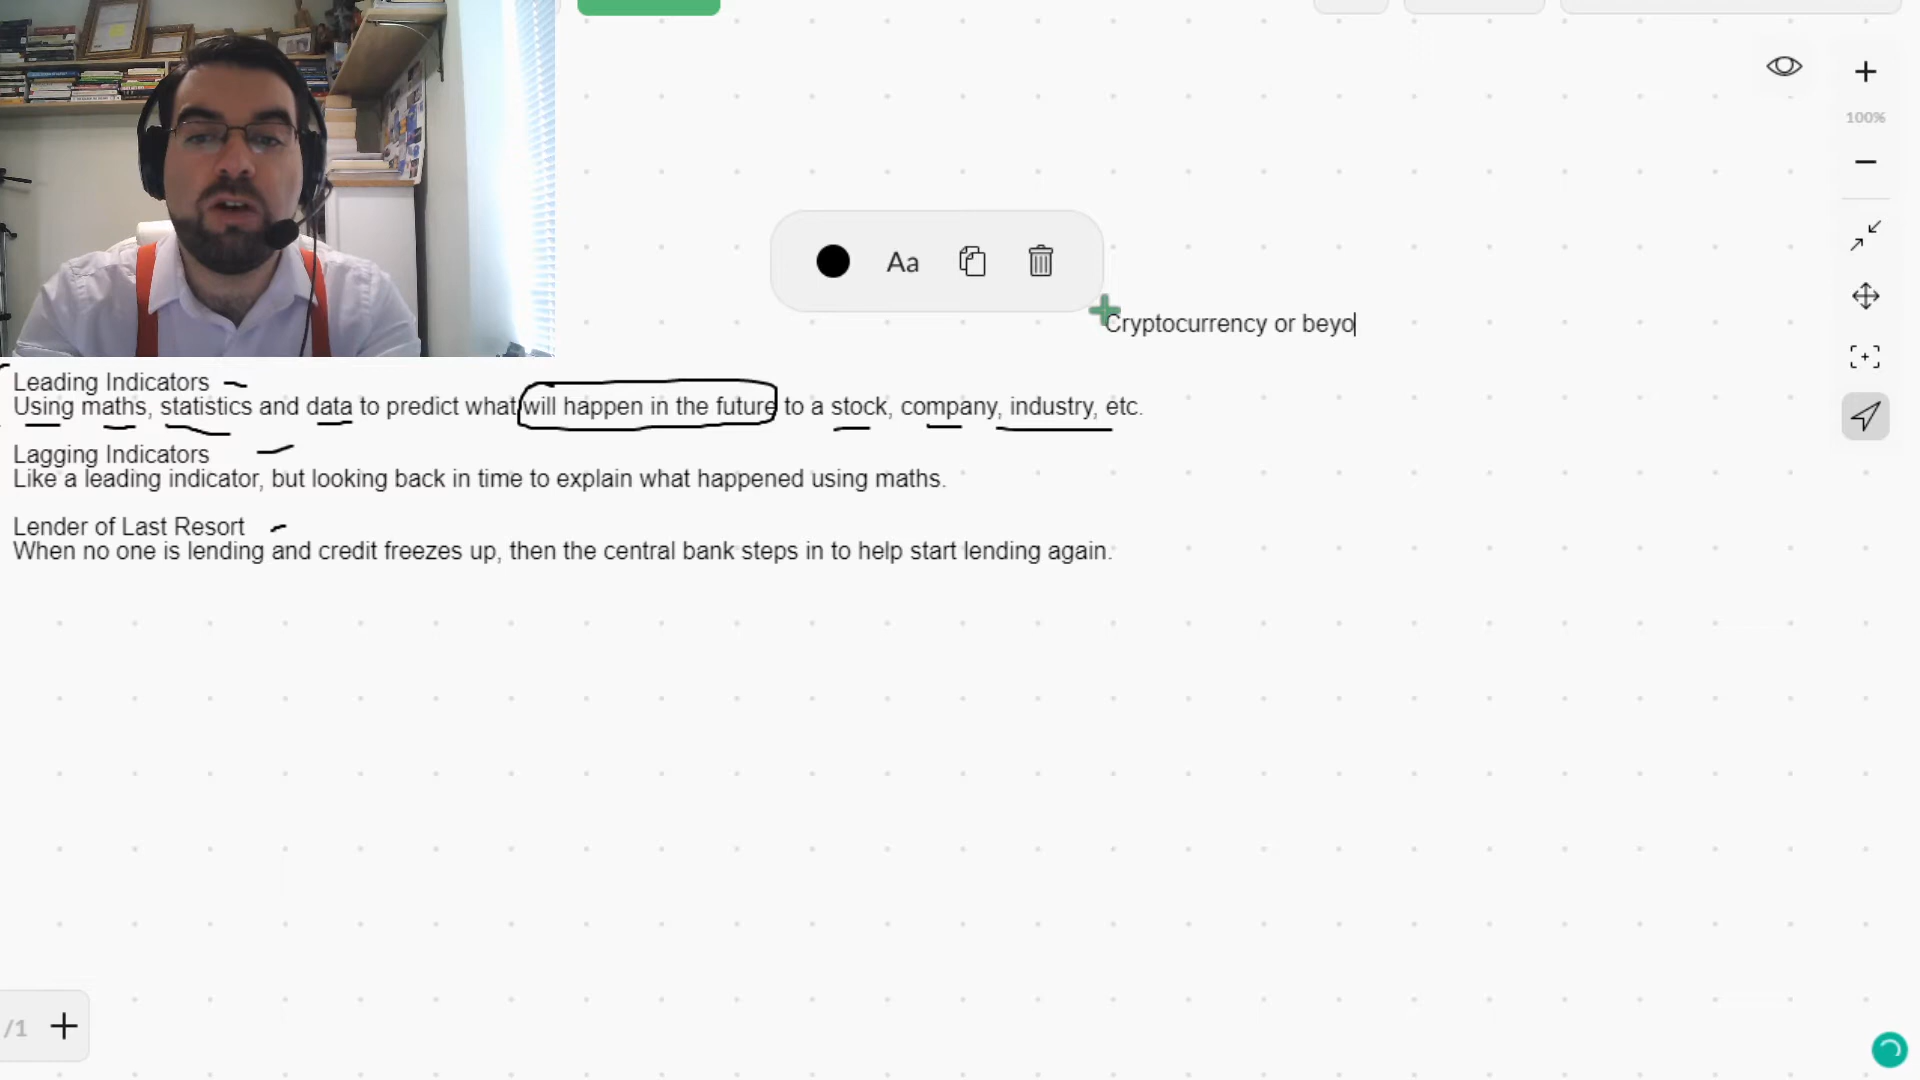 100%
Aa
Cryptocurrency or beyo
Leading Indicators
Using maths, statistics and data to predict what will happen in the future to a stock, company, industry, etc.
Lagging Indicators
Like a leading indicator, but looking back in time to explain what happened using maths.
Lender of Last Resort
When no one is lending and credit freezes up, then the central bank steps in to help start lending again.
/1